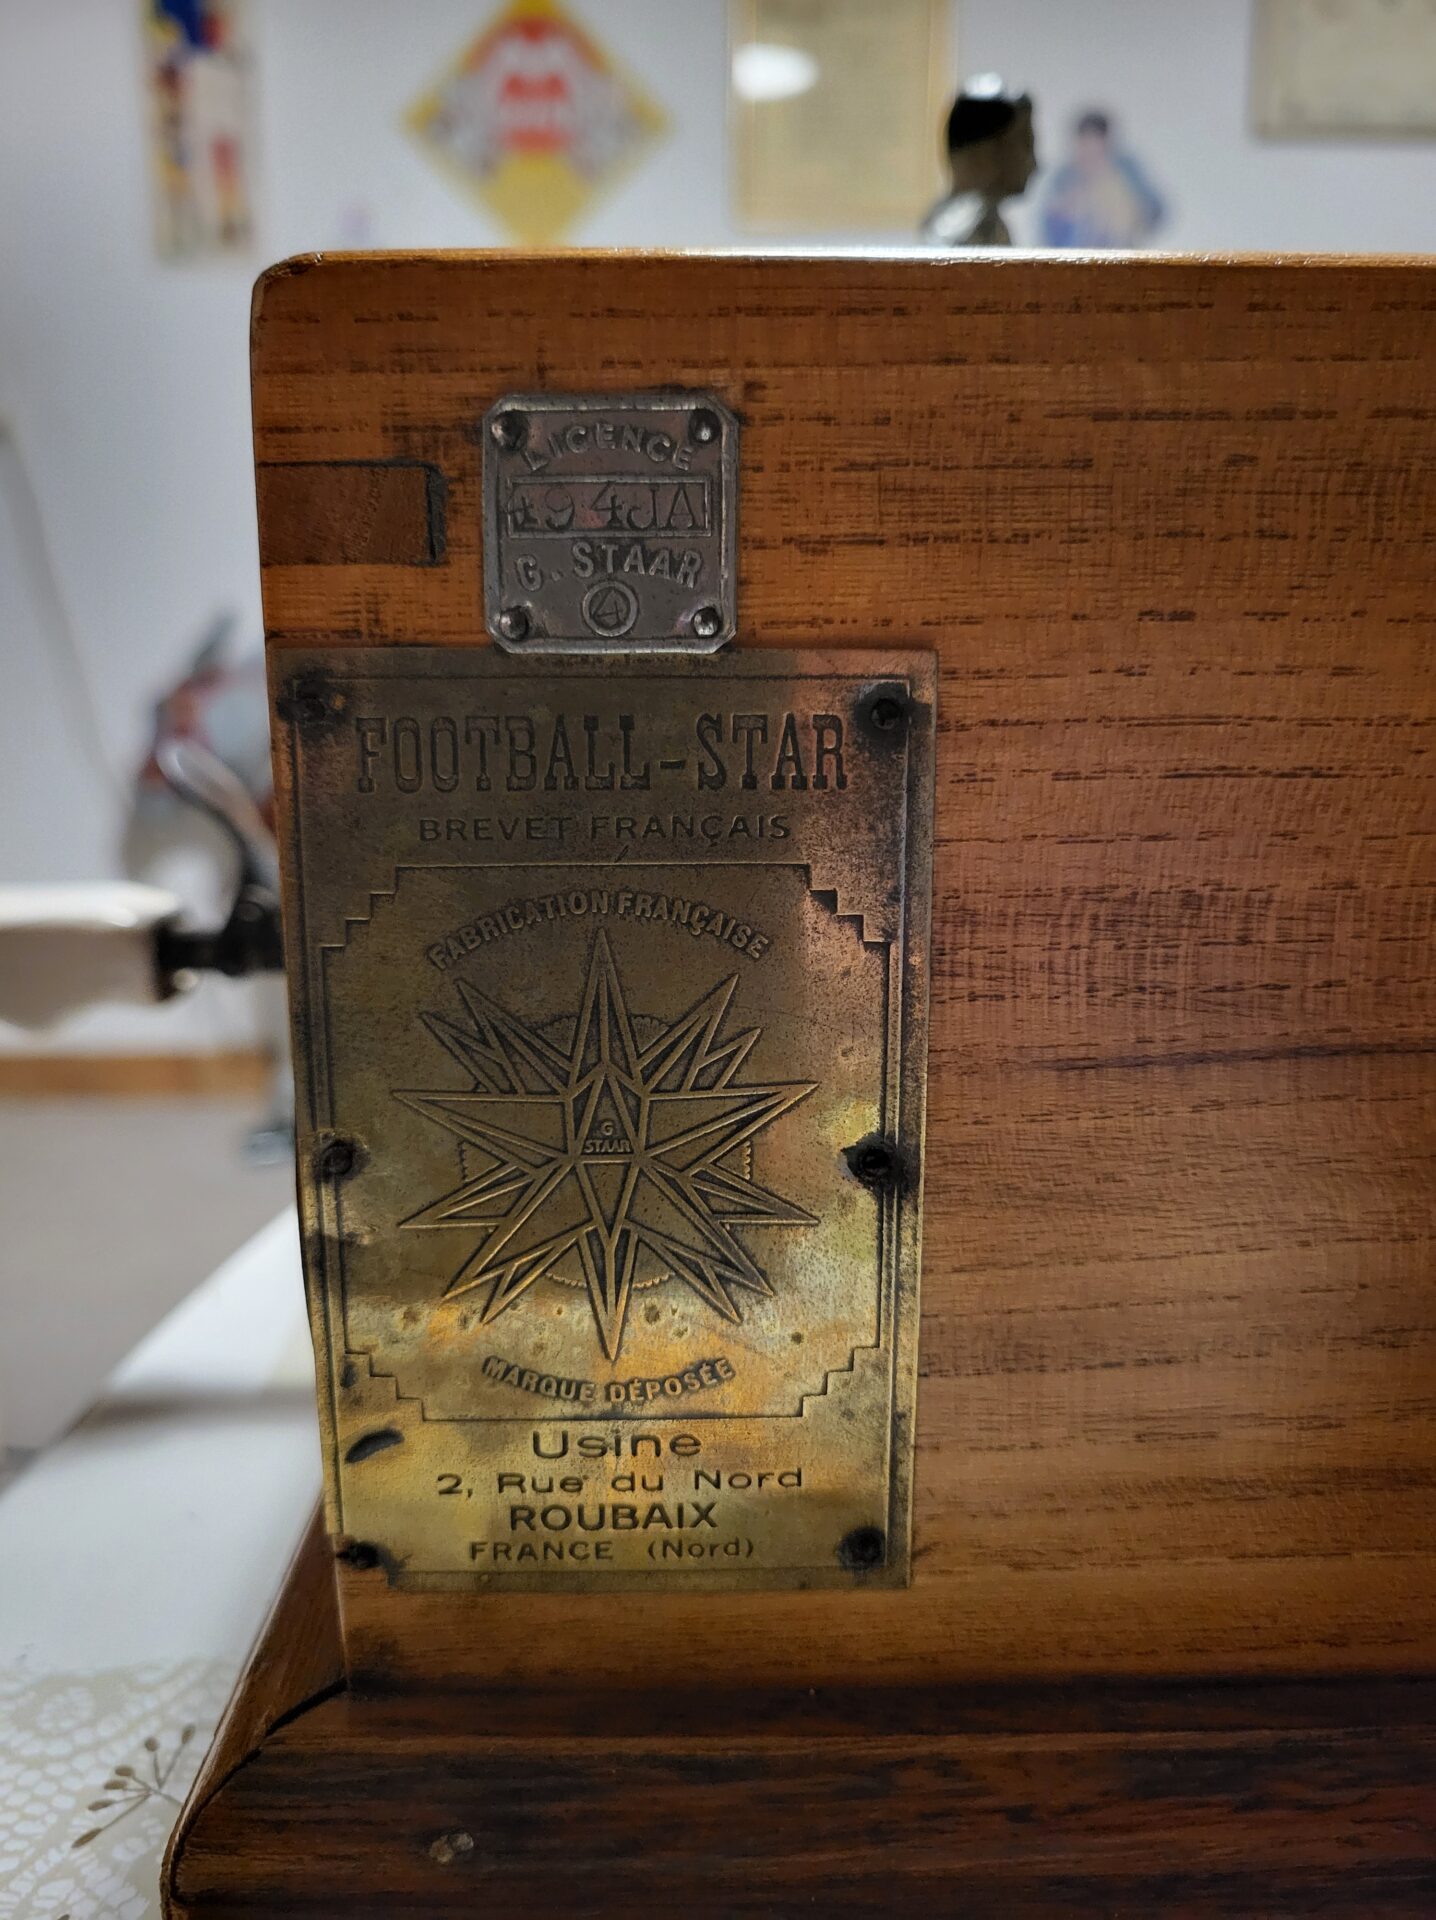 LICENCE
494JA
G. STAAR
FOOTBALL-STAR
BREVET FRANÇAIS
FABRICATION FRANÇAISE
G
STAAR
MARQUE DÉPOSÉE
Usine
2, Rue du Nord
ROUBAIX
FRANCE (Nord)